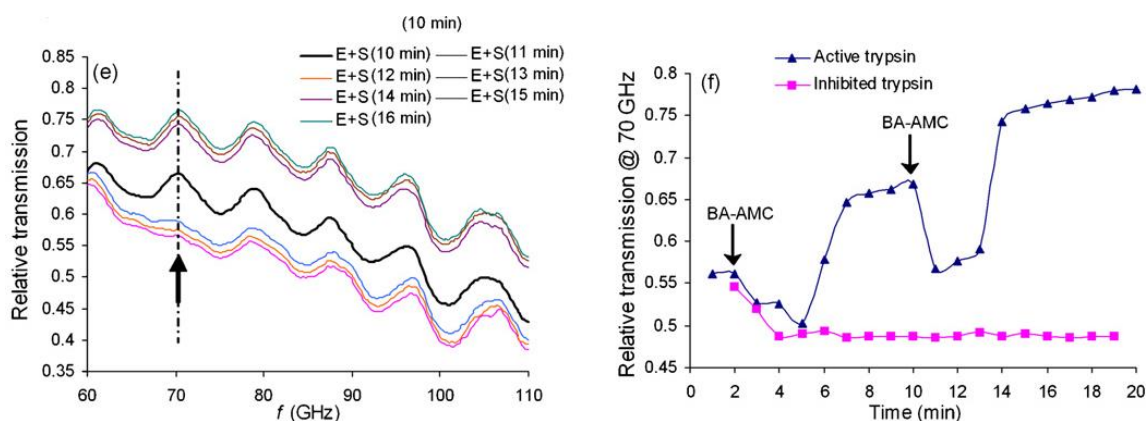 (10 min)
(e)
E+S(10 min)
E+S(11 min)
E+S(12 min)
E+S(13 min)
E+S(14 min)
E+S(15 min)
E+S(16 min)
Relative transmission
0.85
0.8
0.75
0.7
0.65
0.6
0.55
0.5
0.45
0.4
0.35
60 70 80 90 100 110
f (GHz)
(f)
Active trypsin
Inhibited trypsin
BA-AMC
BA-AMC
Relative transmission @ 70 GHz
0.85
0.8
0.75
0.7
0.65
0.6
0.55
0.5
0.45
0 2 4 6 8 10 12 14 16 18 20
Time (min)